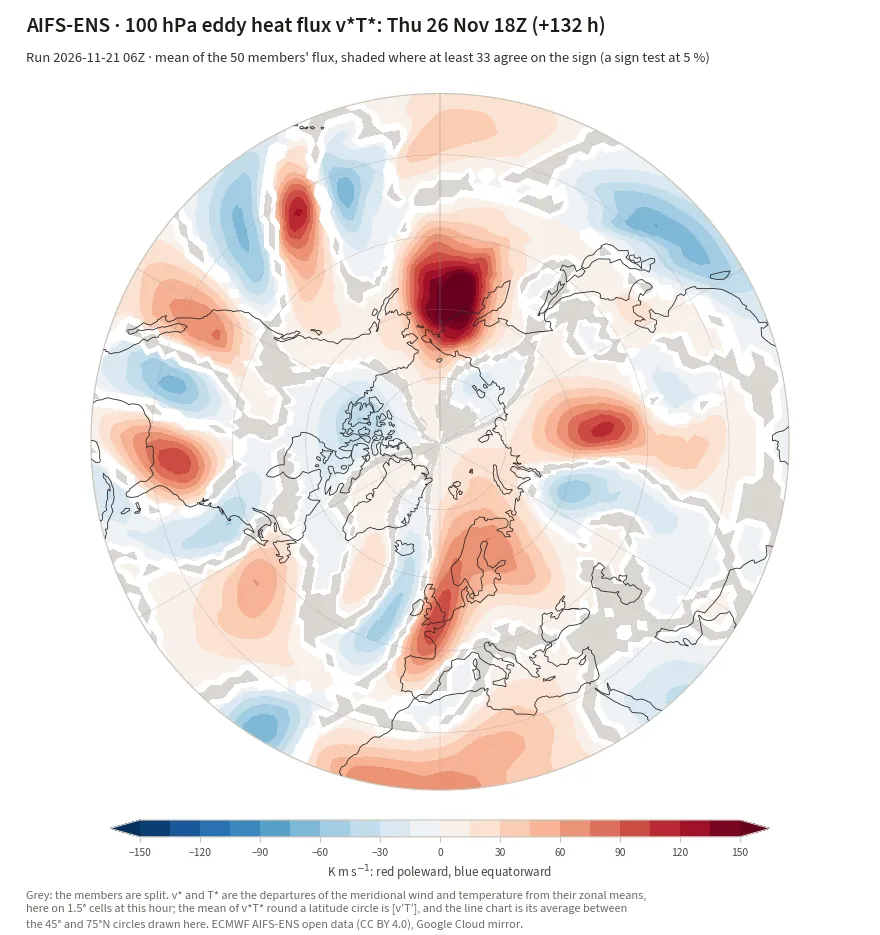 AIFS-ENS · 100 hPa eddy heat flux v*T*: Thu 26 Nov 18Z (+132 h)
Run 2026-11-21 06Z · mean of the 50 members' flux, shaded where at least 33 agree on the sign (a sign test at 5 %)
−150 −120 −90 −60 −30 0 30 60 90 120 150
K m s⁻¹: red poleward, blue equatorward
Grey: the members are split. v* and T* are the departures of the meridional wind and temperature from their zonal means,
here on 1.5° cells at this hour; the mean of v*T* round a latitude circle is [v'T'], and the line chart is its average between
the 45° and 75°N circles drawn here. ECMWF AIFS-ENS open data (CC BY 4.0), Google Cloud mirror.